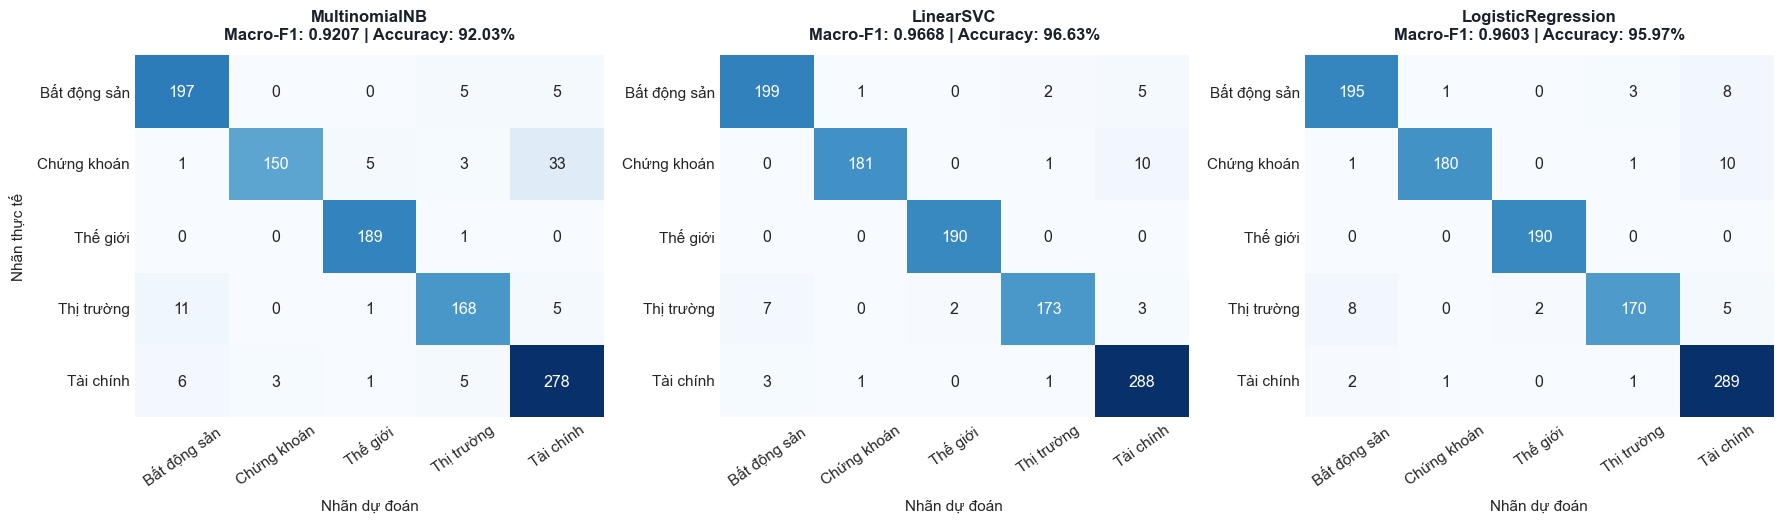 MultinomialNB
Macro-F1: 0.9207 | Accuracy: 92.03%
Nhãn thực tế
Bất động sản
197 0 0 5 5
Chứng khoán
1 150 5 3 33
Thế giới
0 0 189 1 0
Thị trường
11 0 1 168 5
Tài chính
6 3 1 5 278
Bất động sản
Chứng khoán
Thế giới
Thị trường
Tài chính
Nhãn dự đoán
LinearSVC
Macro-F1: 0.9668 | Accuracy: 96.63%
Bất động sản
199 1 0 2 5
Chứng khoán
0 181 0 1 10
Thế giới
0 0 190 0 0
Thị trường
7 0 2 173 3
Tài chính
3 1 0 1 288
Bất động sản
Chứng khoán
Thế giới
Thị trường
Tài chính
Nhãn dự đoán
LogisticRegression
Macro-F1: 0.9603 | Accuracy: 95.97%
Bất động sản
195 1 0 3 8
Chứng khoán
1 180 0 1 10
Thế giới
0 0 190 0 0
Thị trường
8 0 2 170 5
Tài chính
2 1 0 1 289
Bất động sản
Chứng khoán
Thế giới
Thị trường
Tài chính
Nhãn dự đoán